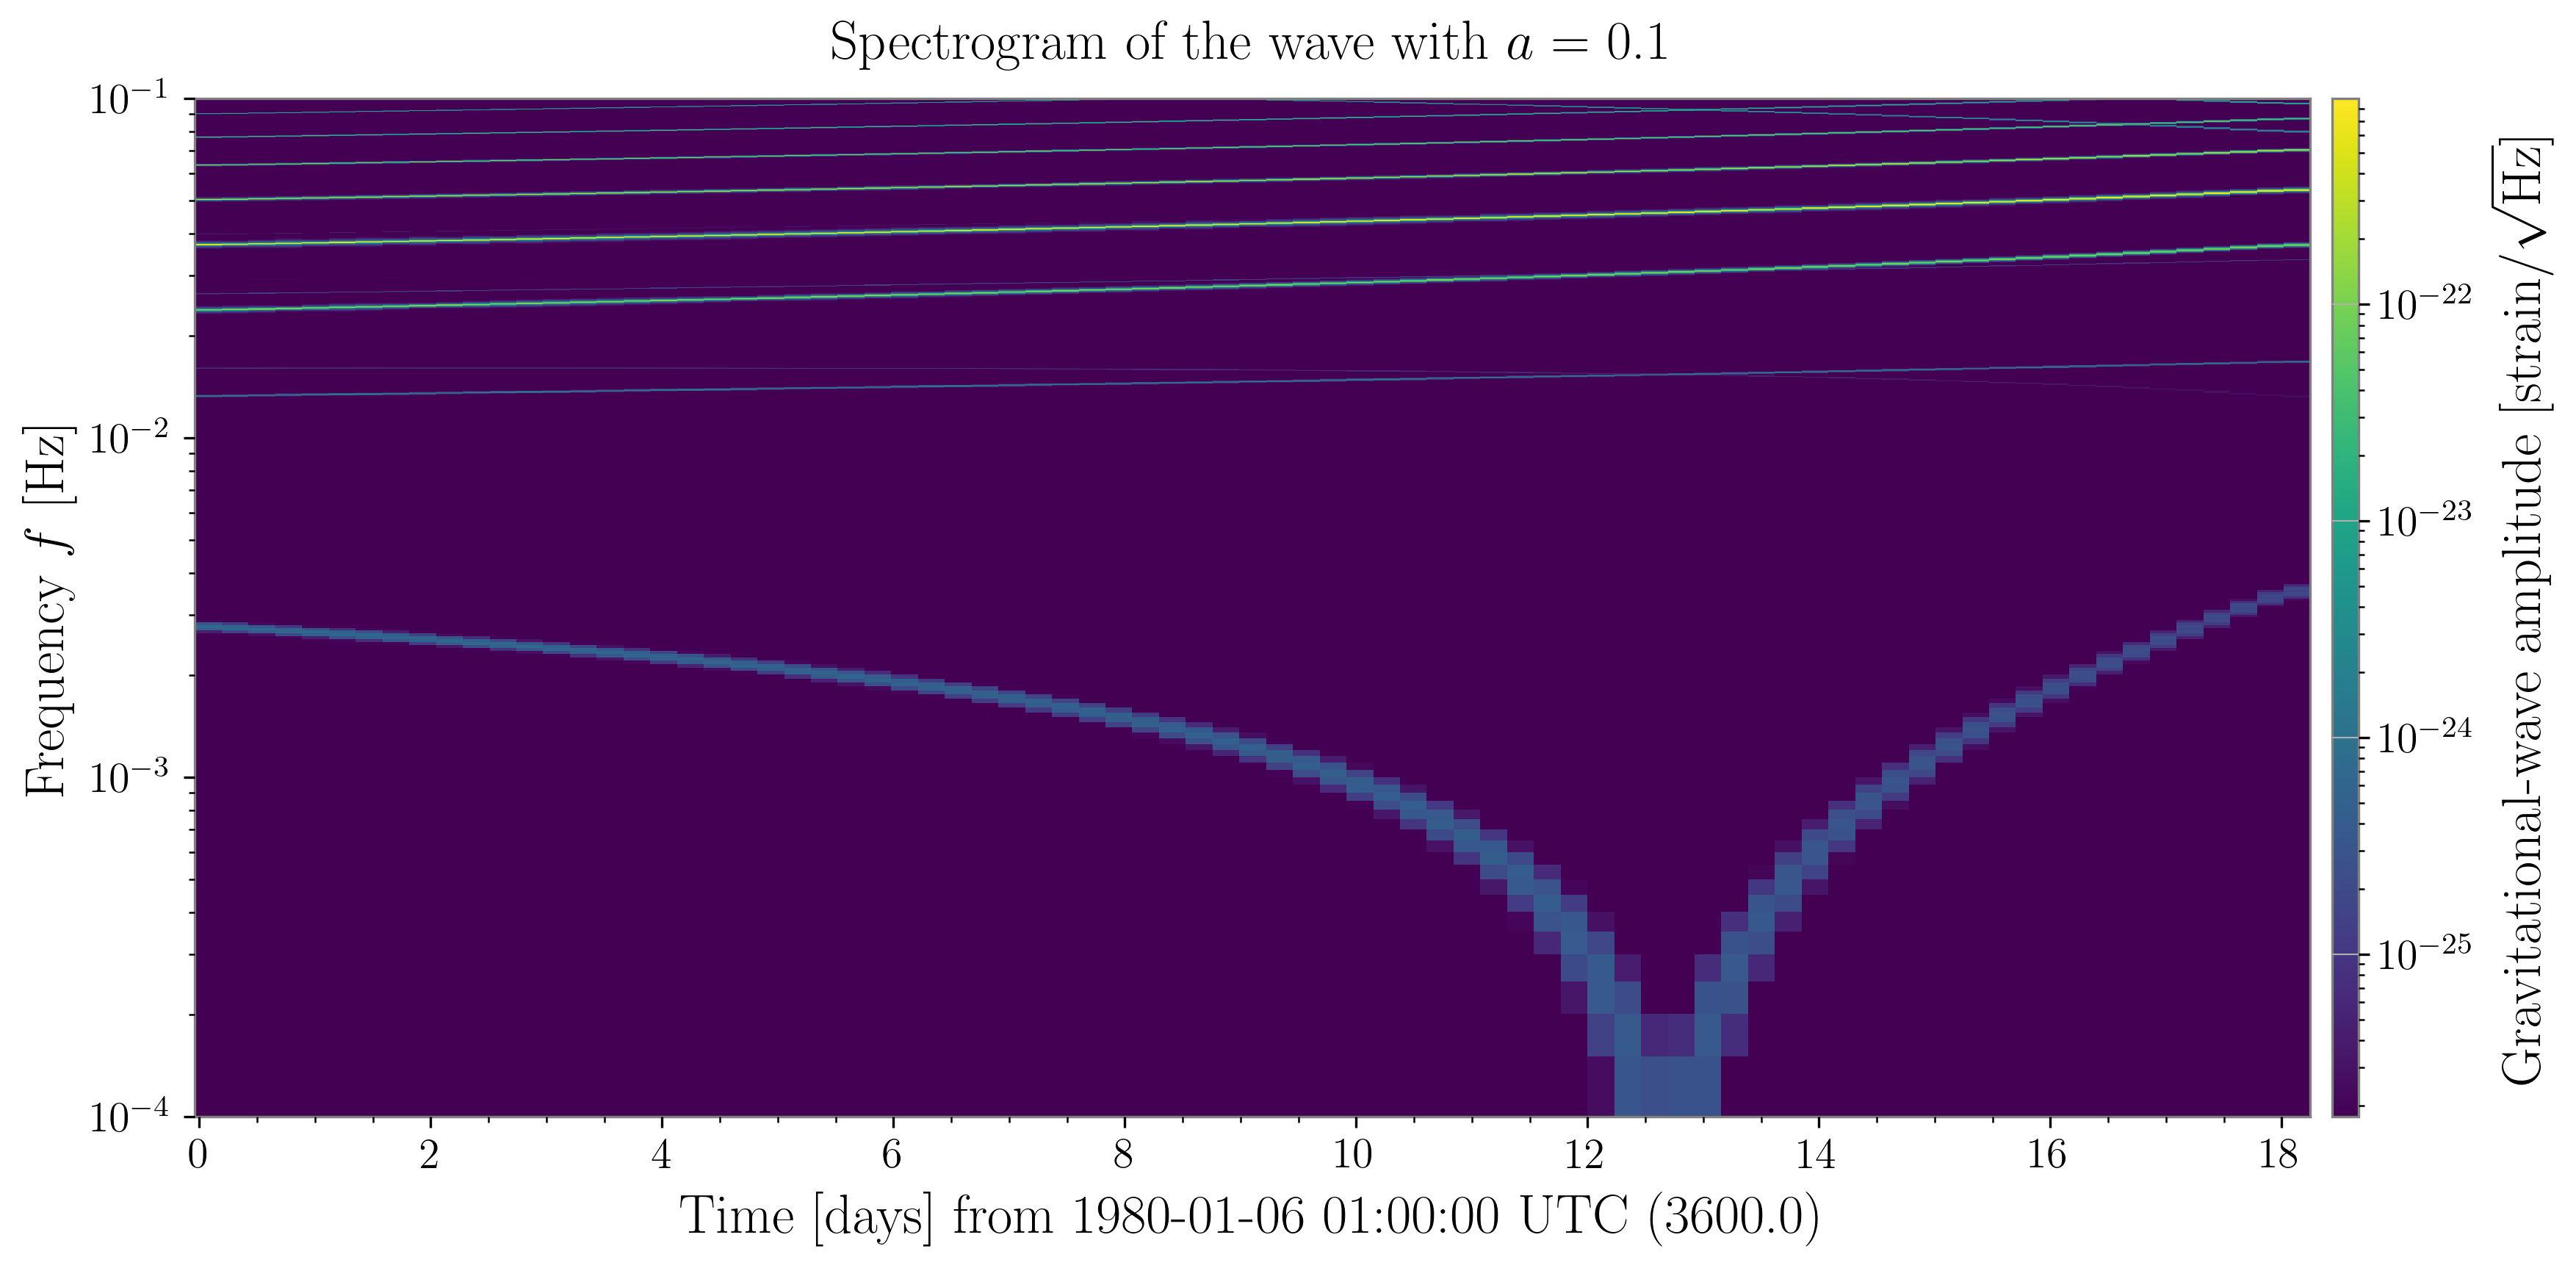 Spectrogram of the wave with a = 0.1
10⁻¹
10⁻²
10⁻³
10⁻⁴
Frequency f [Hz]
0 2 4 6 8 10 12 14 16 18
Time [days] from 1980-01-06 01:00:00 UTC (3600.0)
10⁻²²
10⁻²³
10⁻²⁴
10⁻²⁵
Gravitational-wave amplitude [strain/√Hz]